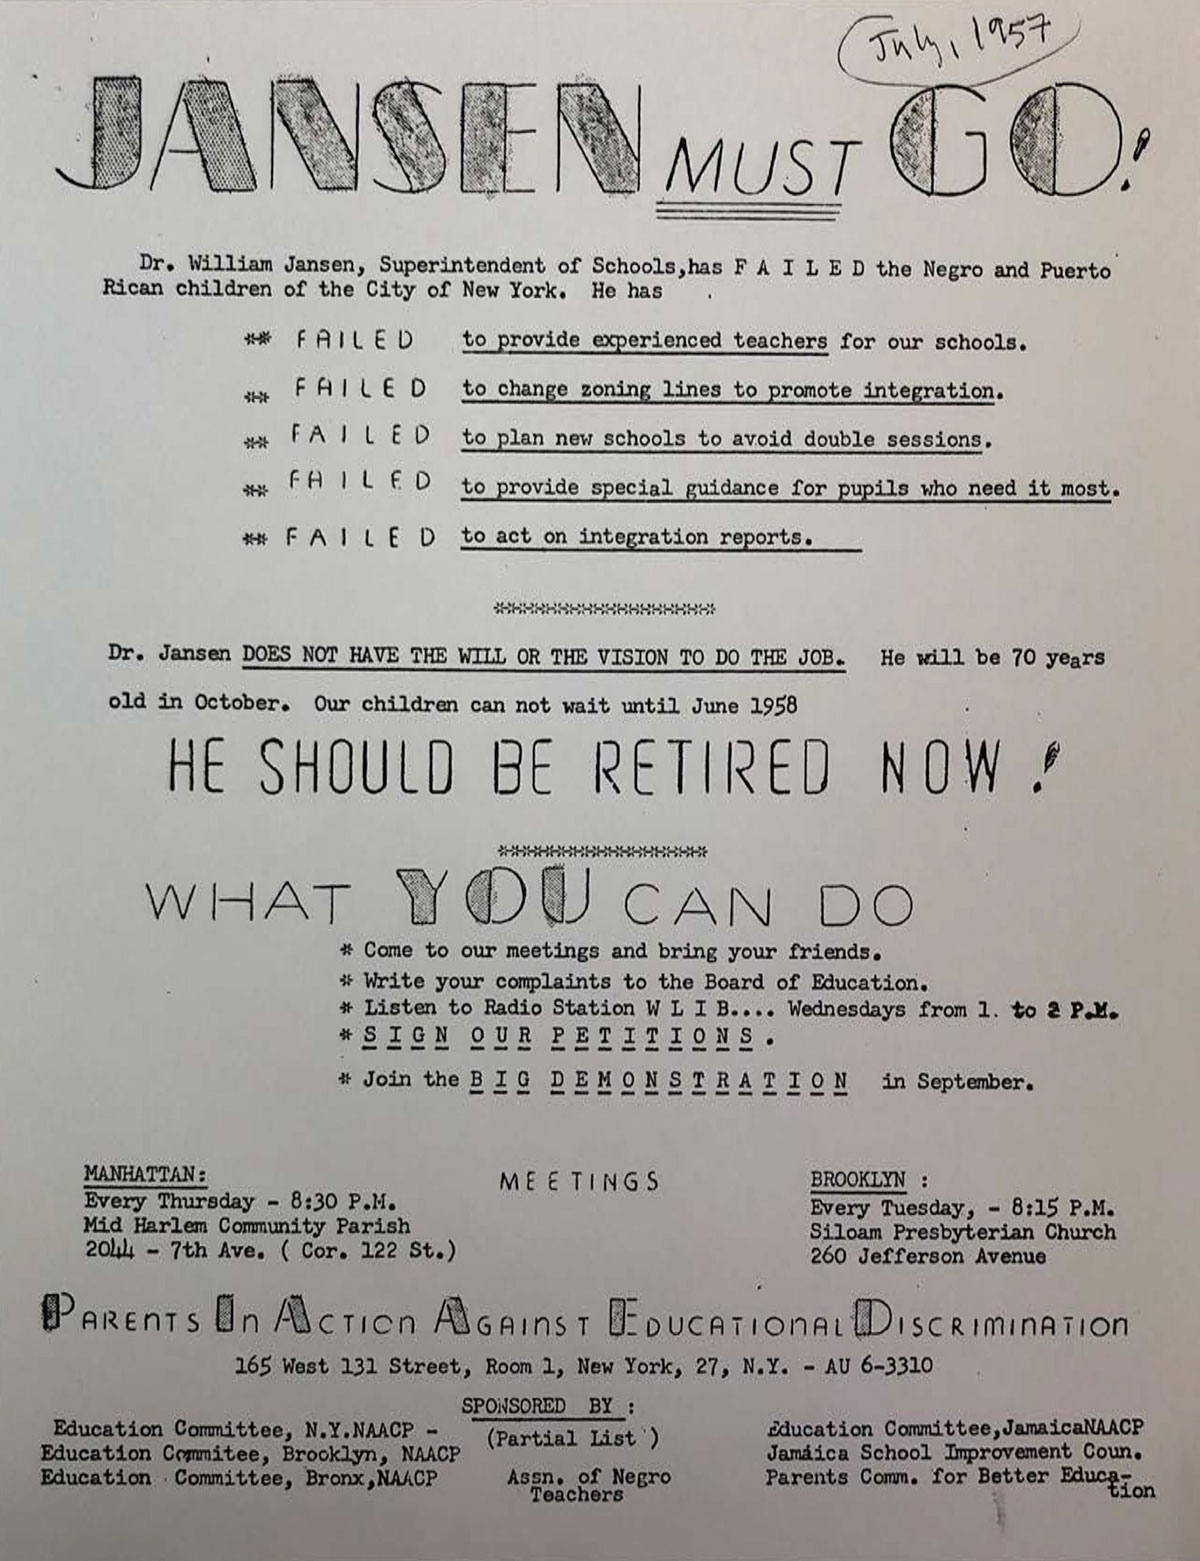 July, 1957
JANSEN MUST GO!
Dr. William Jansen, Superintendent of Schools,has F A I L E D the Negro and Puerto
Rican children of the City of New York. He has
** FAILED to provide experienced teachers for our schools.
** FAILED to change zoning lines to promote integration.
** FAILED to plan new schools to avoid double sessions.
** FAILED to provide special guidance for pupils who need it most.
** FAILED to act on integration reports.
*******************
Dr. Jansen DOES NOT HAVE THE WILL OR THE VISION TO DO THE JOB. He will be 70 years
old in October. Our children can not wait until June 1958
HE SHOULD BE RETIRED NOW!
******************
WHAT YOU CAN DO
* Come to our meetings and bring your friends.
* Write your complaints to the Board of Education.
* Listen to Radio Station W L I B.... Wednesdays from 1. to 2 P.M.
* S I G N O U R P E T I T I O N S .
* Join the B I G D E M O N S T R A T I O N in September.
MEETINGS
MANHATTAN:
Every Thursday - 8:30 P.M.
Mid Harlem Community Parish
2044 - 7th Ave. ( Cor. 122 St.)
BROOKLYN :
Every Tuesday, - 8:15 P.M.
Siloam Presbyterian Church
260 Jefferson Avenue
PARENTS In ACTION AGAINST EDUCATIONAL DISCRIMINATION
165 West 131 Street, Room 1, New York, 27, N.Y. - AU 6-3310
SPONSORED BY :
(Partial List )
Education Committee, N.Y.NAACP -
Education Commitee, Brooklyn, NAACP
Education Committee, Bronx,NAACP
Assn. of Negro
Teachers
Education Committee,JamaicaNAACP
Jamaica School Improvement Coun.
Parents Comm. for Better Educa-
tion